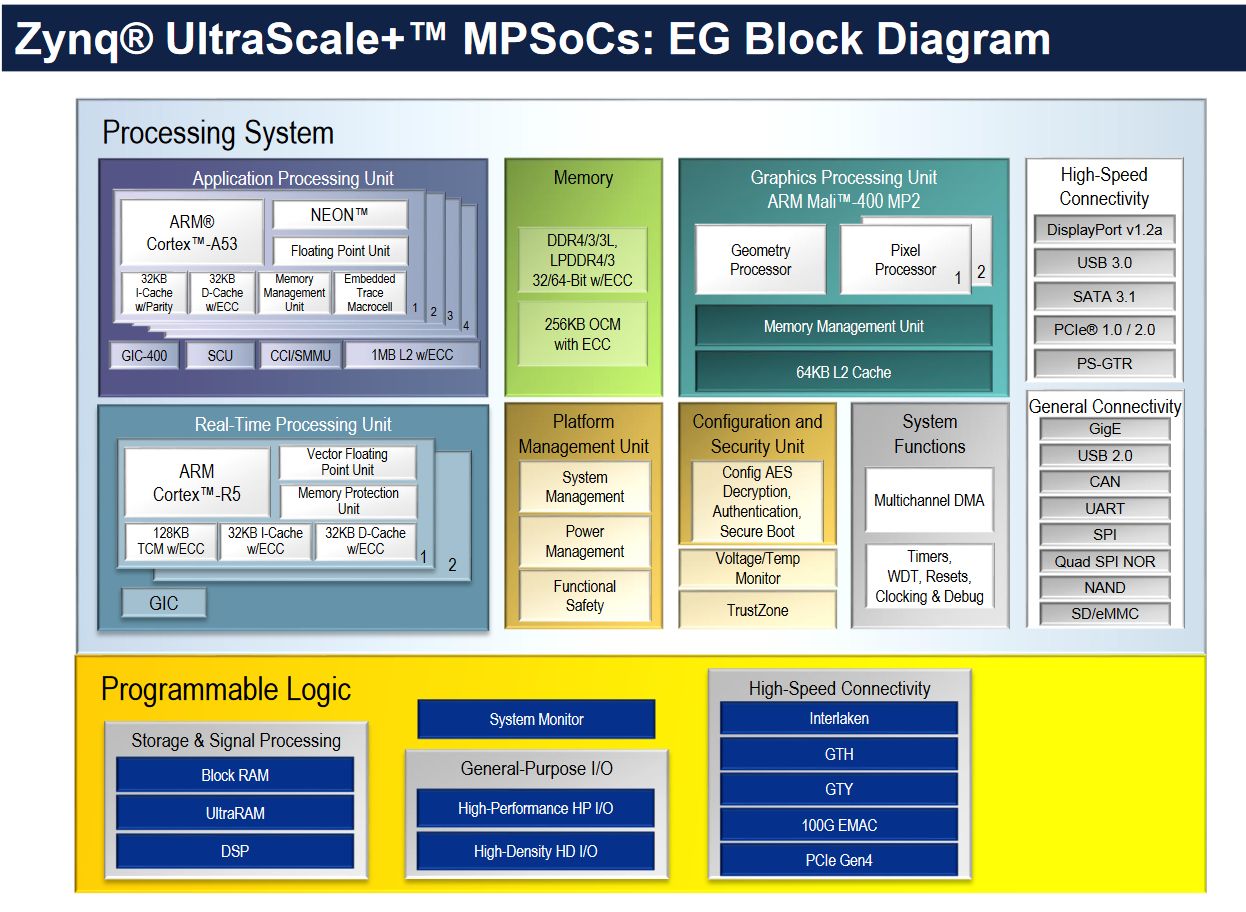 Zynq® UltraScale+™ MPSoCs: EG Block Diagram
Processing System
Application Processing Unit
ARM®
Cortex™-A53
NEON™
Floating Point Unit
32KB
I-Cache
w/Parity
32KB
D-Cache
w/ECC
Memory
Management
Unit
Embedded
Trace
Macrocell
1
2
3
4
GIC-400
SCU
CCI/SMMU
1MB L2 w/ECC
Memory
DDR4/3/3L,
LPDDR4/3
32/64-Bit w/ECC
256KB OCM
with ECC
Graphics Processing Unit
ARM Mali™-400 MP2
Geometry
Processor
Pixel
Processor
1
2
Memory Management Unit
64KB L2 Cache
High-Speed
Connectivity
DisplayPort v1.2a
USB 3.0
SATA 3.1
PCIe® 1.0 / 2.0
PS-GTR
Real-Time Processing Unit
ARM
Cortex™-R5
Vector Floating
Point Unit
Memory Protection
Unit
128KB
TCM w/ECC
32KB I-Cache
w/ECC
32KB D-Cache
w/ECC
1
2
GIC
Platform
Management Unit
System
Management
Power
Management
Functional
Safety
Configuration and
Security Unit
Config AES
Decryption,
Authentication,
Secure Boot
Voltage/Temp
Monitor
TrustZone
System
Functions
Multichannel DMA
Timers,
WDT, Resets,
Clocking & Debug
General Connectivity
GigE
USB 2.0
CAN
UART
SPI
Quad SPI NOR
NAND
SD/eMMC
Programmable Logic
Storage & Signal Processing
Block RAM
UltraRAM
DSP
System Monitor
General-Purpose I/O
High-Performance HP I/O
High-Density HD I/O
High-Speed Connectivity
Interlaken
GTH
GTY
100G EMAC
PCIe Gen4